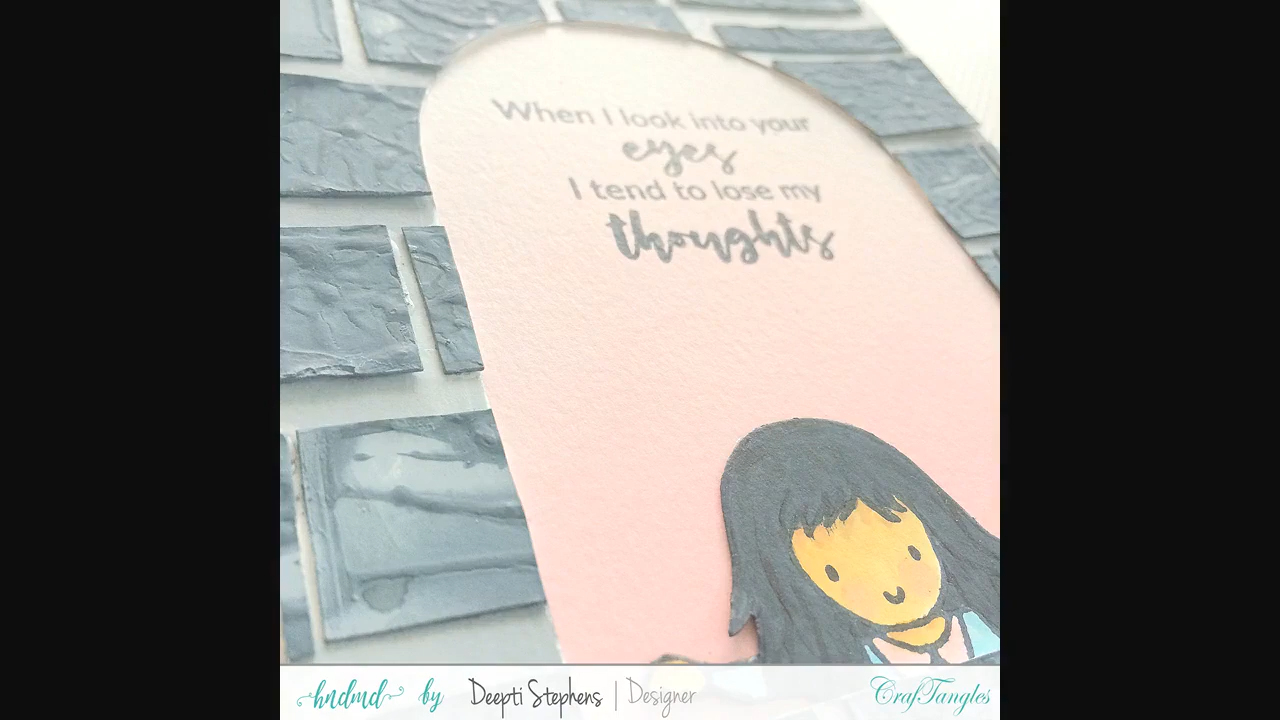 When I look into your
eyes
I tend to lose my
thoughts
hndmd by Deepti Stephens | Designer CrafTangles